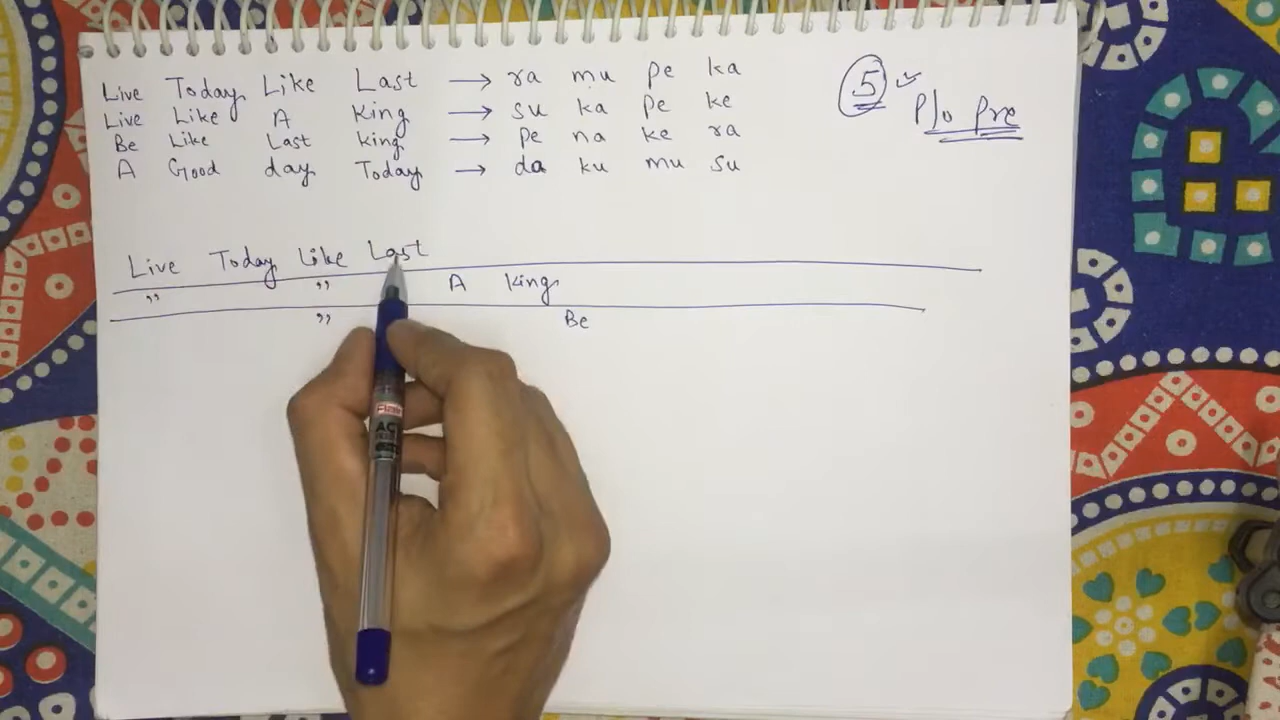 Live Today Like Last → ra mu pe ka
Live Like A King → su ka pe ke
Be Like Last king → pe na ke ra
A Good day Today → da ku mu su
5
Plo pre
Live Today Like Last
" " A King
" Be